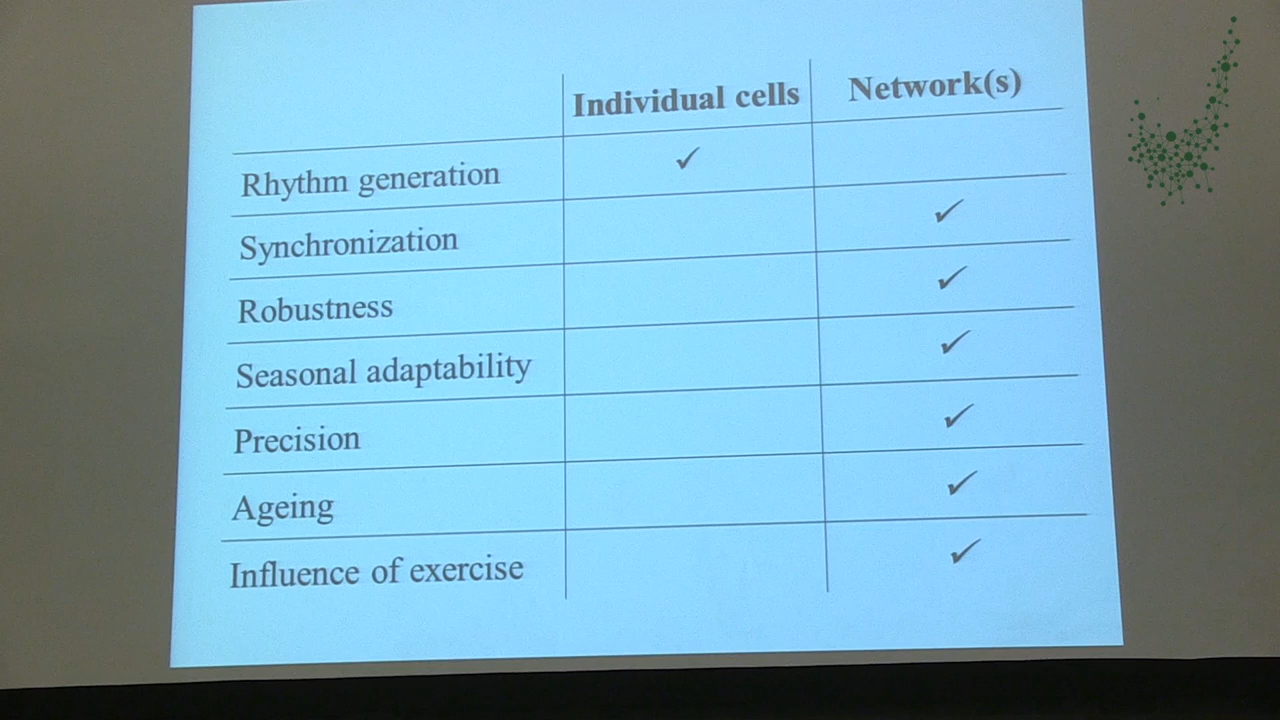 Individual cells Network(s)
Rhythm generation ✓
Synchronization ✓
Robustness ✓
Seasonal adaptability ✓
Precision ✓
Ageing ✓
Influence of exercise ✓